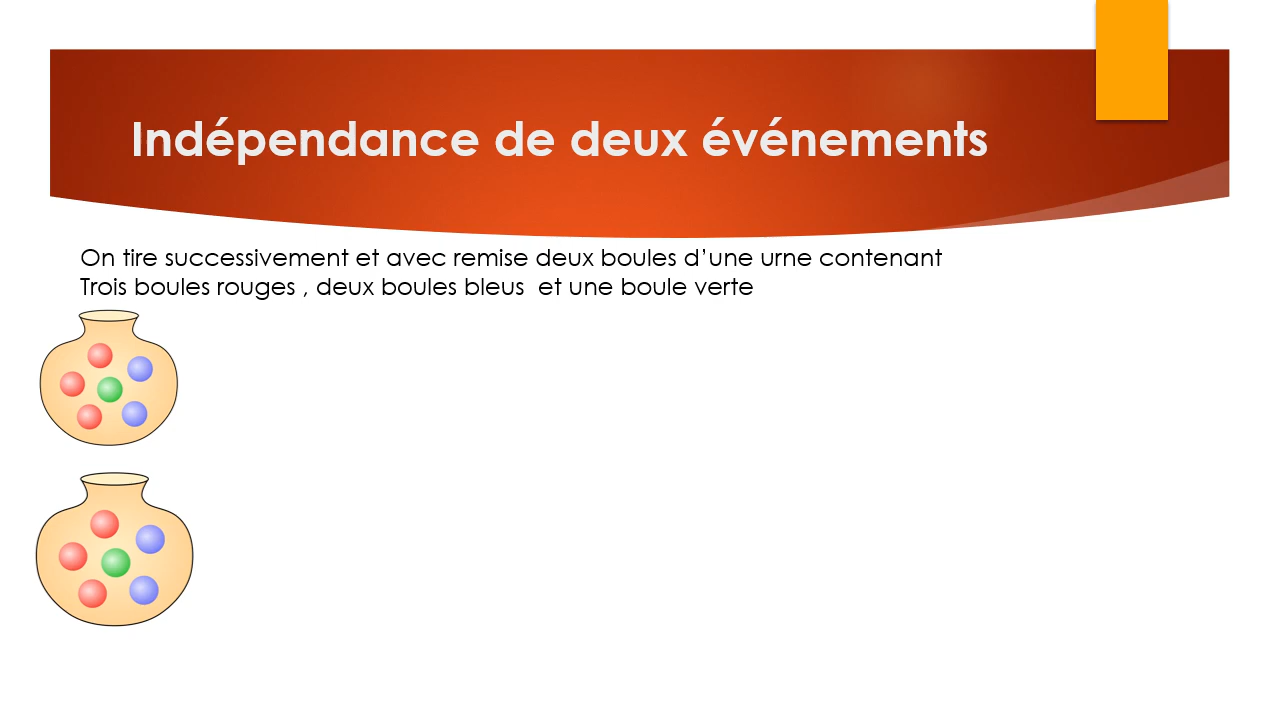 Indépendance de deux événements
On tire successivement et avec remise deux boules d’une urne contenant
Trois boules rouges , deux boules bleus  et une boule verte